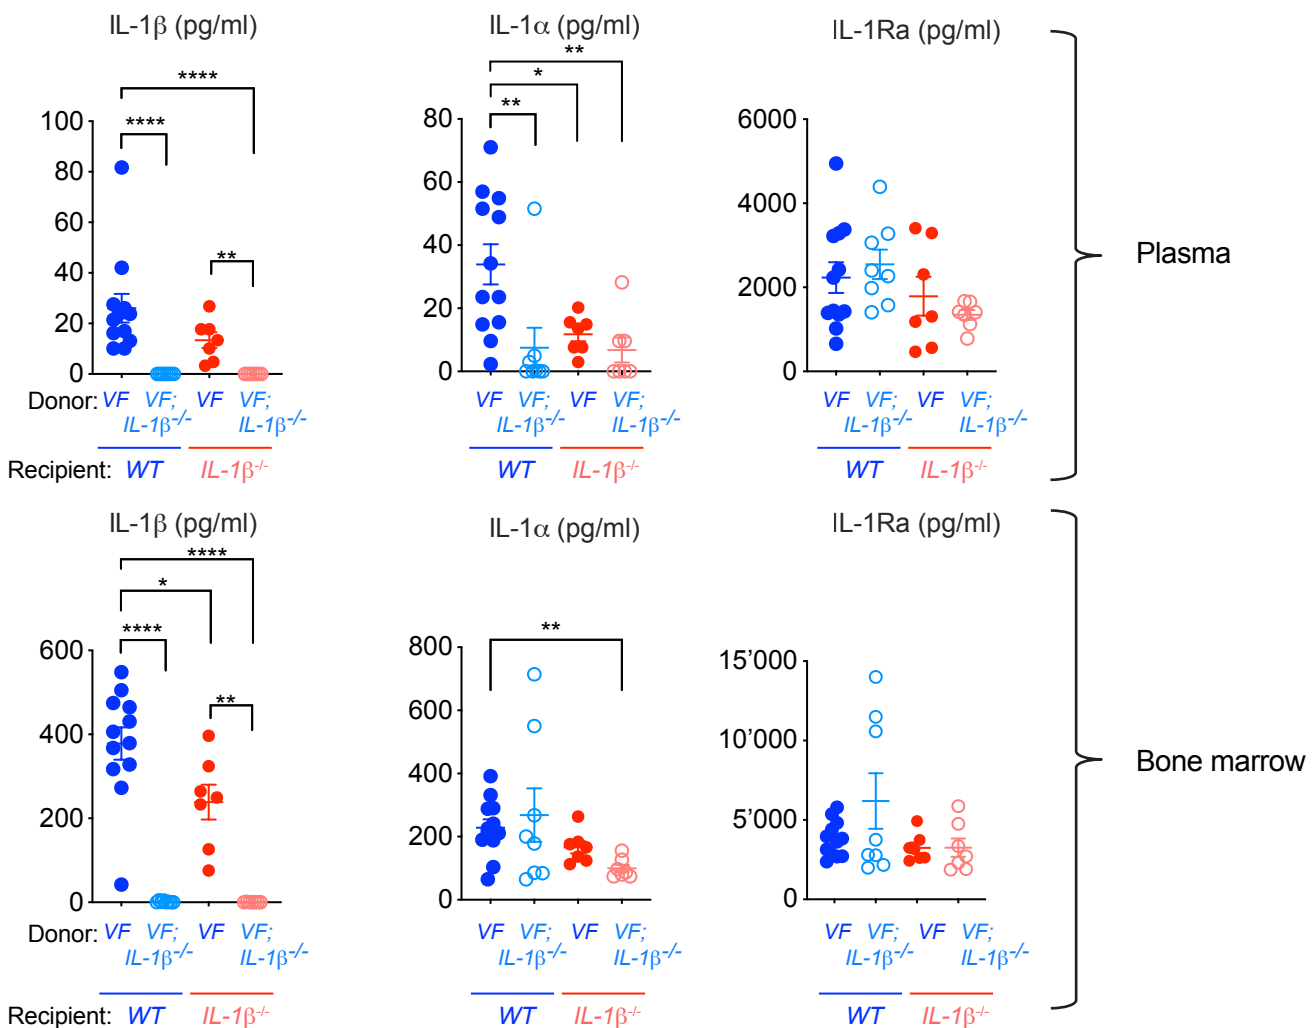 IL-1β (pg/ml) IL-1α (pg/ml) IL-1Ra (pg/ml)
**
**** *
**** **
100 80 6000
80
60
60 4000
40
40
** 2000
20
20
0 0 0
Plasma
Donor: VF VF; VF VF; VF VF; VF VF; VF VF; VF VF;
IL-1β-/- IL-1β-/- IL-1β-/- IL-1β-/- IL-1β-/- IL-1β-/-
Recipient: WT IL-1β-/- WT IL-1β-/- WT IL-1β-/-
IL-1β (pg/ml) IL-1α (pg/ml) IL-1Ra (pg/ml)
****
*
**** **
600 800 15’000
600
400 10’000
400
** 
200 5’000
200
0 0 0
Bone marrow
Donor: VF VF; VF VF; VF VF; VF VF; VF VF; VF VF;
IL-1β-/- IL-1β-/- IL-1β-/- IL-1β-/- IL-1β-/- IL-1β-/-
Recipient: WT IL-1β-/- WT IL-1β-/- WT IL-1β-/-